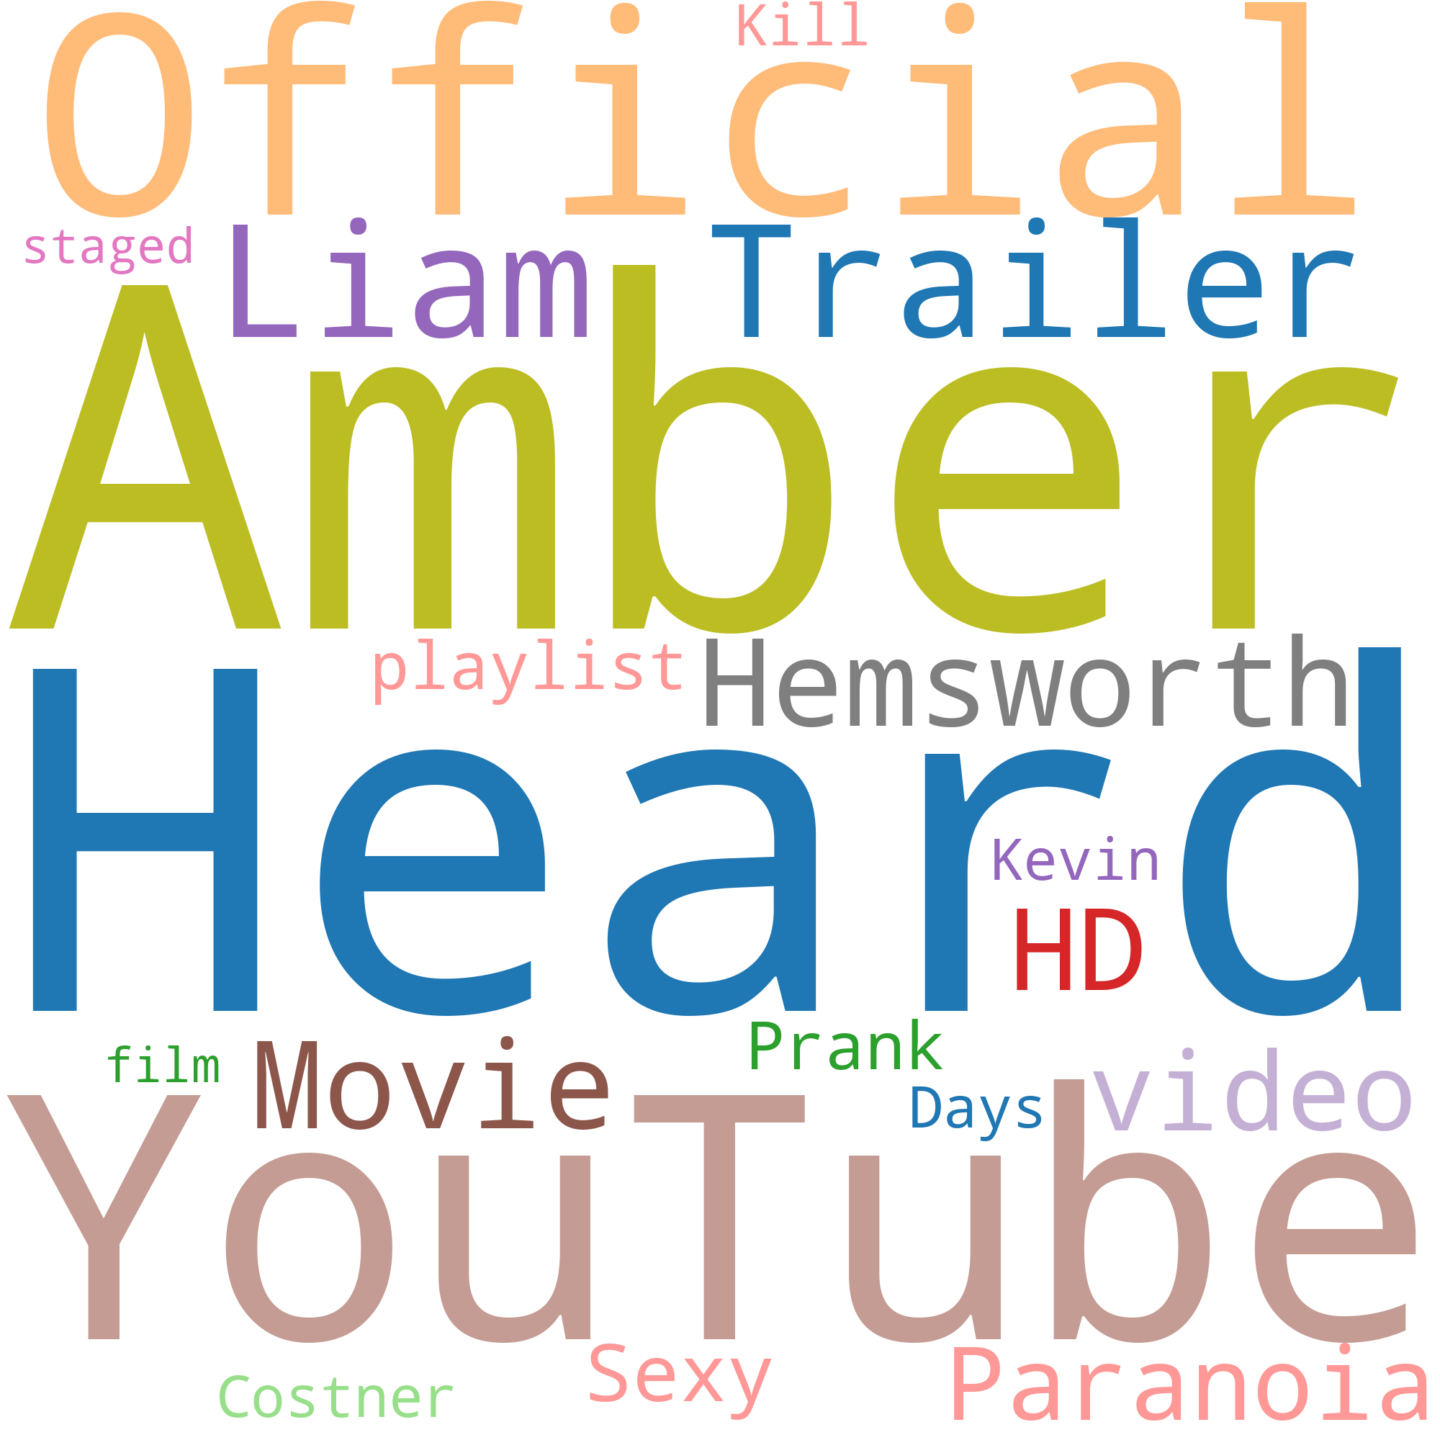 Official
Kill
staged
Liam
Trailer
Amber
playlist
Hemsworth
Heard
Kevin
HD
Prank
film
Movie
Days
video
YouTube
Sexy
Paranoia
Costner